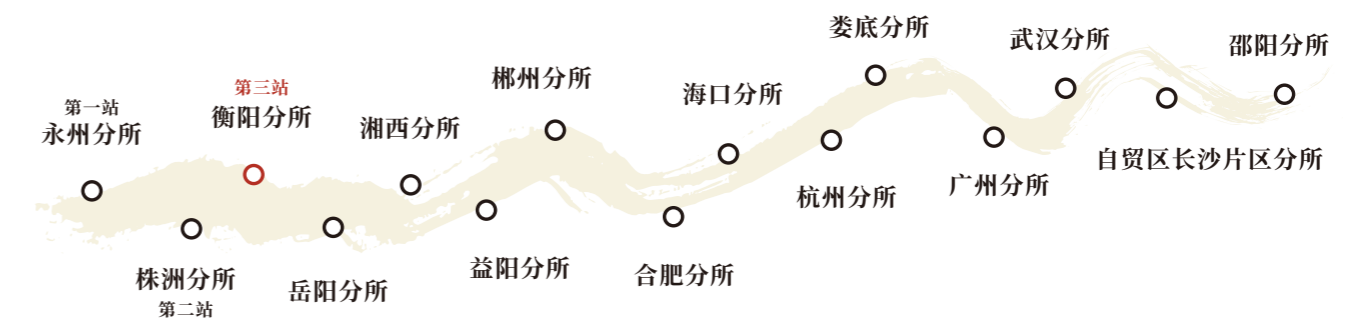 第一站
永州分所
株洲分所
第二站
第三站
衡阳分所
岳阳分所
湘西分所
益阳分所
郴州分所
合肥分所
海口分所
杭州分所
娄底分所
广州分所
武汉分所
自贸区长沙片区分所
邵阳分所